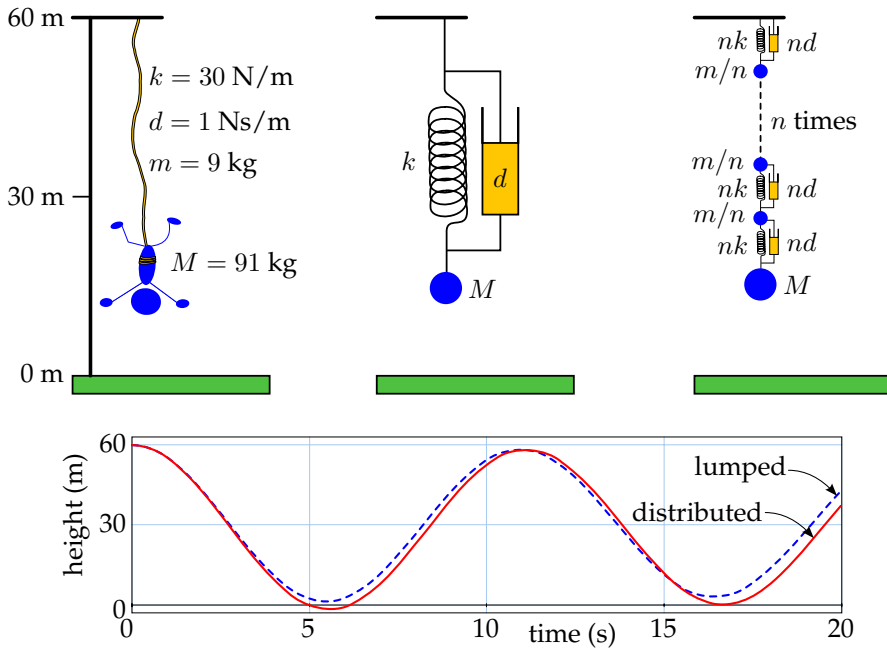 60 m
30 m
0 m
k = 30 N/m
d = 1 Ns/m
m = 9 kg
M = 91 kg
k
d
M
nk nd
m/n
n times
m/n
nk nd
m/n
nk nd
M
height (m)
60
30
0
0 5 10 15 20
time (s)
lumped
distributed